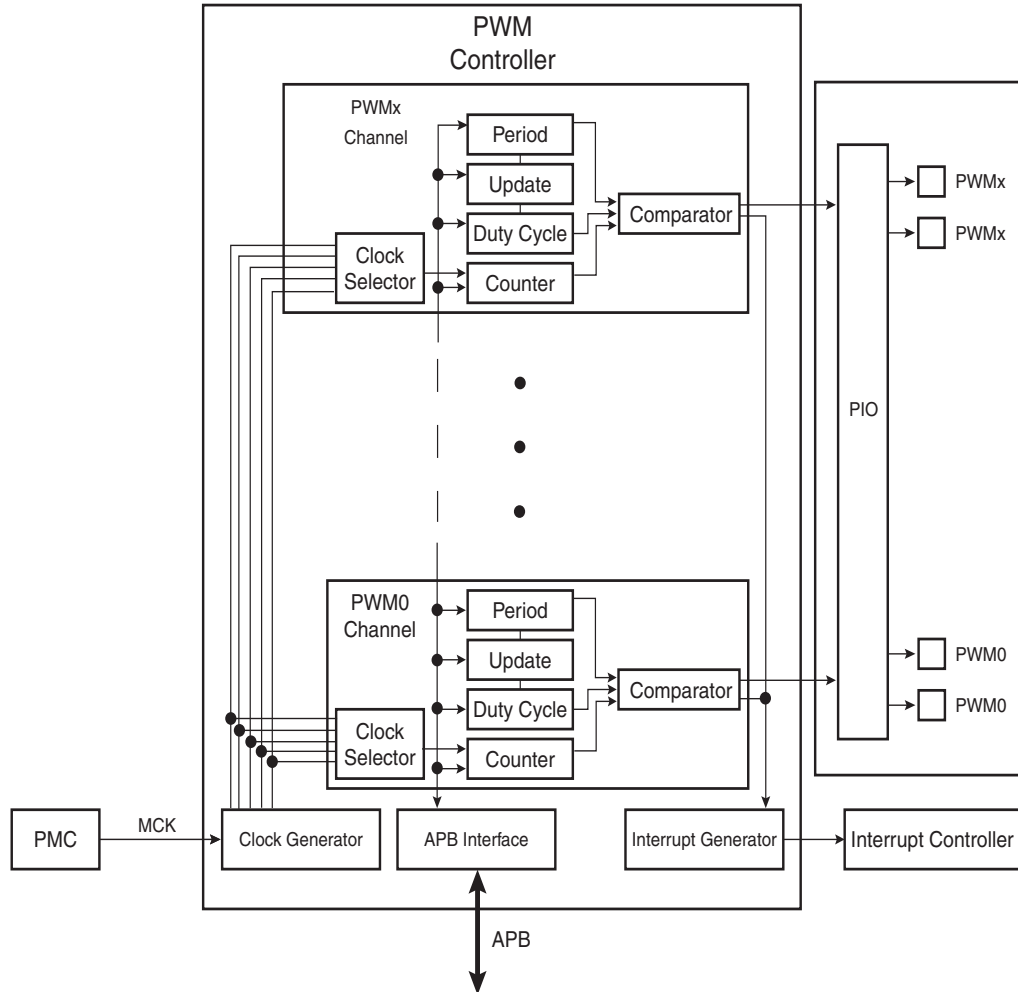 PWM
Controller
PWMx
Channel
Period
Update
Duty Cycle
Counter
Clock
Selector
Comparator
PIO
PWMx
PWMx
PWM0
Channel
Period
Update
Duty Cycle
Counter
Clock
Selector
Comparator
PWM0
PWM0
PMC
MCK
Clock Generator
APB Interface
Interrupt Generator
Interrupt Controller
APB